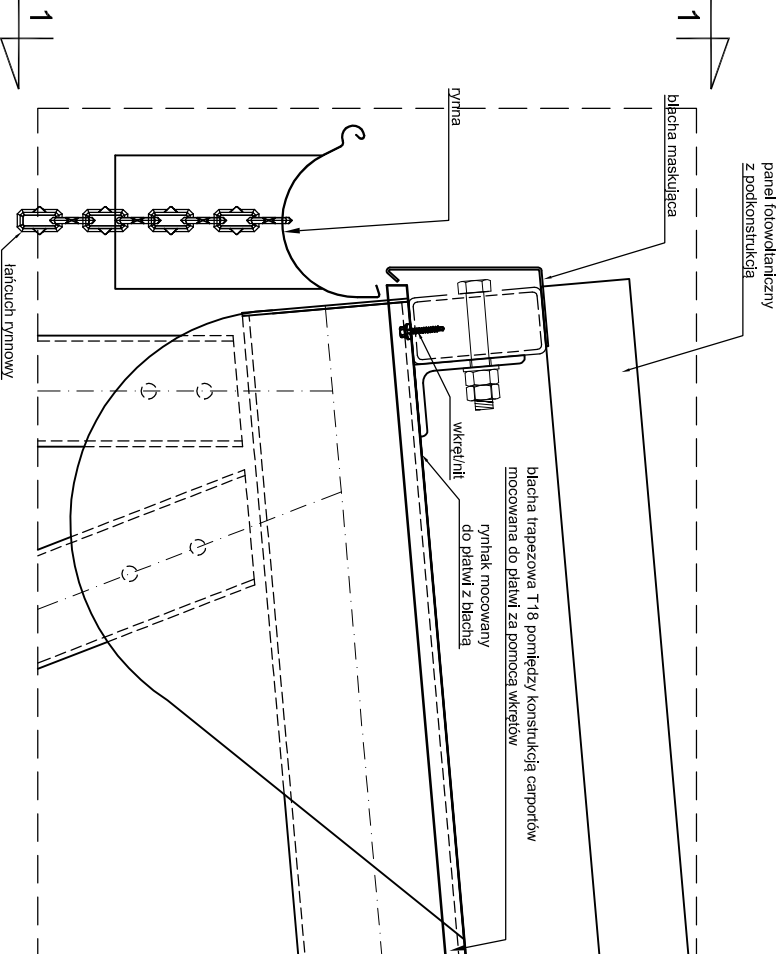 panel fotowoltaiczny
z podkonstrukcją
1
blacha maskująca
blacha trapezowa T18 pomiędzy konstrukcją carportów
mocowana do płatwi za pomocą wkrętów
rynhak mocowany
do płatwi z blachą
wkręt/nit
rynna
1
łańcuch rynnowy